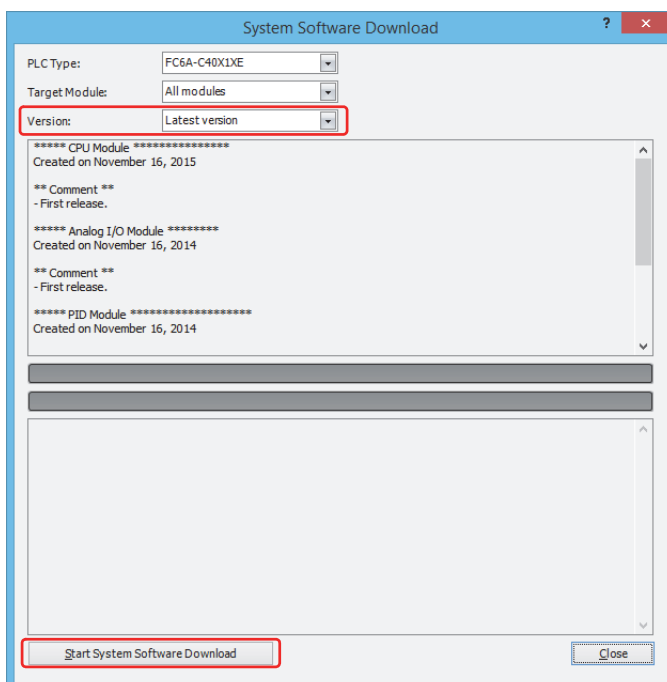 System Software Download
? ×
PLC Type: FC6A-C40X1XE
Target Module: All modules
Version: Latest version
***** CPU Module ***************
Created on November 16, 2015
** Comment **
- First release.
***** Analog I/O Module ********
Created on November 16, 2014
** Comment **
- First release.
***** PID Module *******************
Created on November 16, 2014
Start System Software Download
Close